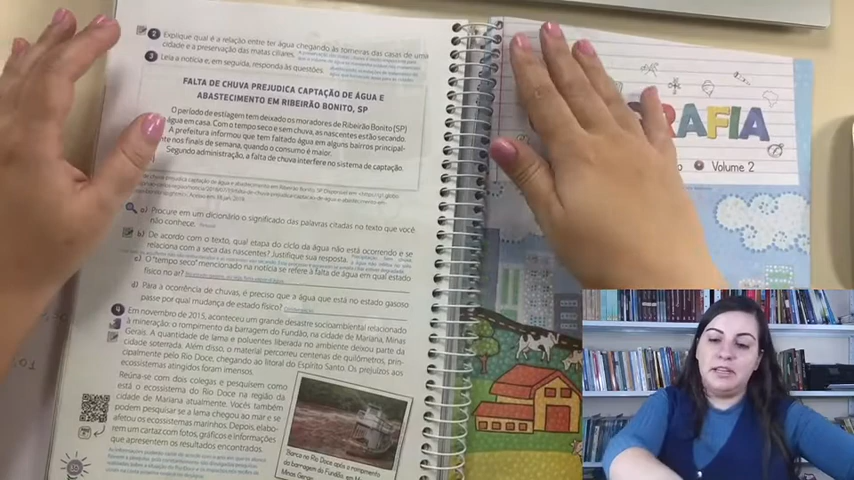 2 Explique qual é a relação entre ter água chegando às torneiras das casas de uma
cidade e a preservação das matas ciliares.
3 Leia a notícia e, em seguida, responda às questões.
FALTA DE CHUVA PREJUDICA CAPTAÇÃO DE ÁGUA E
ABASTECIMENTO EM RIBEIRÃO BONITO, SP
O período de estiagem tem deixado os moradores de Ribeirão Bonito [SP]
água em casa. Com o tempo seco e sem chuva, as nascentes estão secando.
A prefeitura informou que tem faltado água em alguns bairros principal-
nte nos finais de semana, quando o consumo é maior.
Segundo administração, a falta de chuva interfere no sistema de captação.
a) Procure em um dicionário o significado das palavras citadas no texto que você
não conhece.
b) De acordo com o texto, qual etapa do ciclo da água não está ocorrendo e se
relaciona com a seca das nascentes? Justifique sua resposta.
c) O "tempo seco" mencionado na notícia se refere à falta de água em qual estado
físico no ar?
d) Para a ocorrência de chuvas, é preciso que a água que está no estado gasoso
passe por qual mudança de estado físico?
4 Em novembro de 2015, aconteceu um grande desastre socioambiental relacionado
à mineração: o rompimento da barragem do Fundão, em Mariana, Minas
Gerais. A quantidade de lama e poluentes liberada no ambiente deixou parte da
cidade soterrada. Além disso, o material percorreu centenas de quilômetros, prin-
cipalmente pelo Rio Doce, chegando ao litoral do Espírito Santo. Os prejuízos aos
ecossistemas atingidos foram imensos.
Reúna-se com dois colegas e pesquisem como
está o ecossistema do Rio Doce na região da
cidade de Mariana atualmente. Vocês também
podem pesquisar se a lama chegou ao mar e
afetou os ecossistemas marinhos. Depois, elabo-
rem um cartaz com fotos, gráficos e informações
que apresentem os resultados encontrados.
Barco no Rio Doce após o rompimento
da barragem do Fundão, em Mariana,
Minas Gerais.
RAFIA
Volume 2